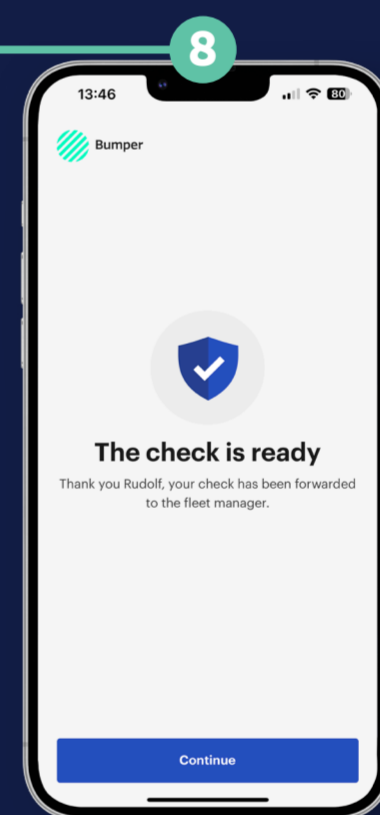 8
13:46
80
Bumper
The check is ready
Thank you Rudolf, your check has been forwarded
to the fleet manager.
Continue